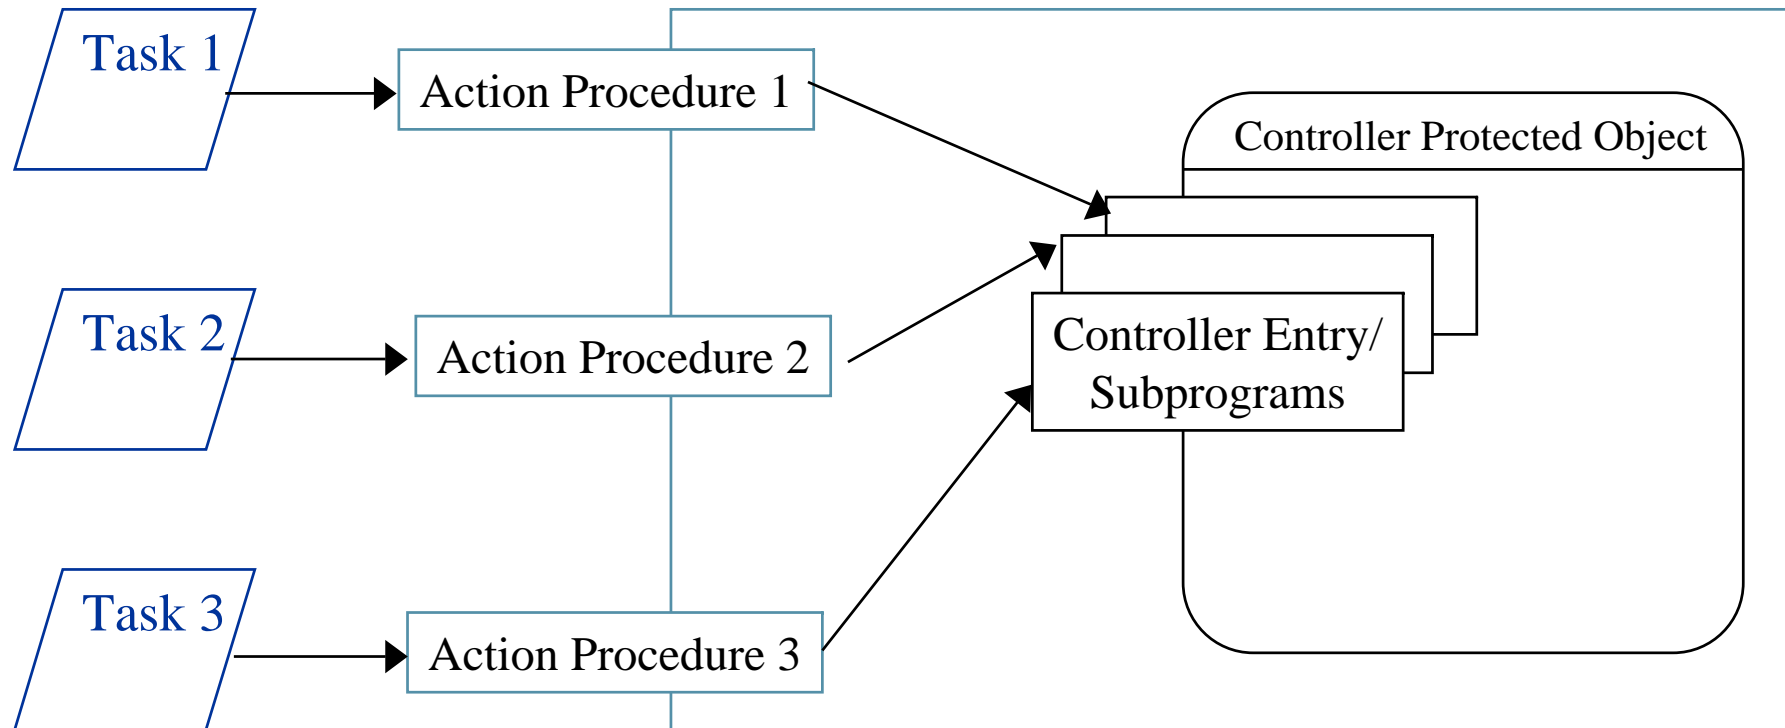 Task 1
Action Procedure 1
Controller Protected Object
Task 2
Action Procedure 2
Controller Entry/
Subprograms
Task 3
Action Procedure 3